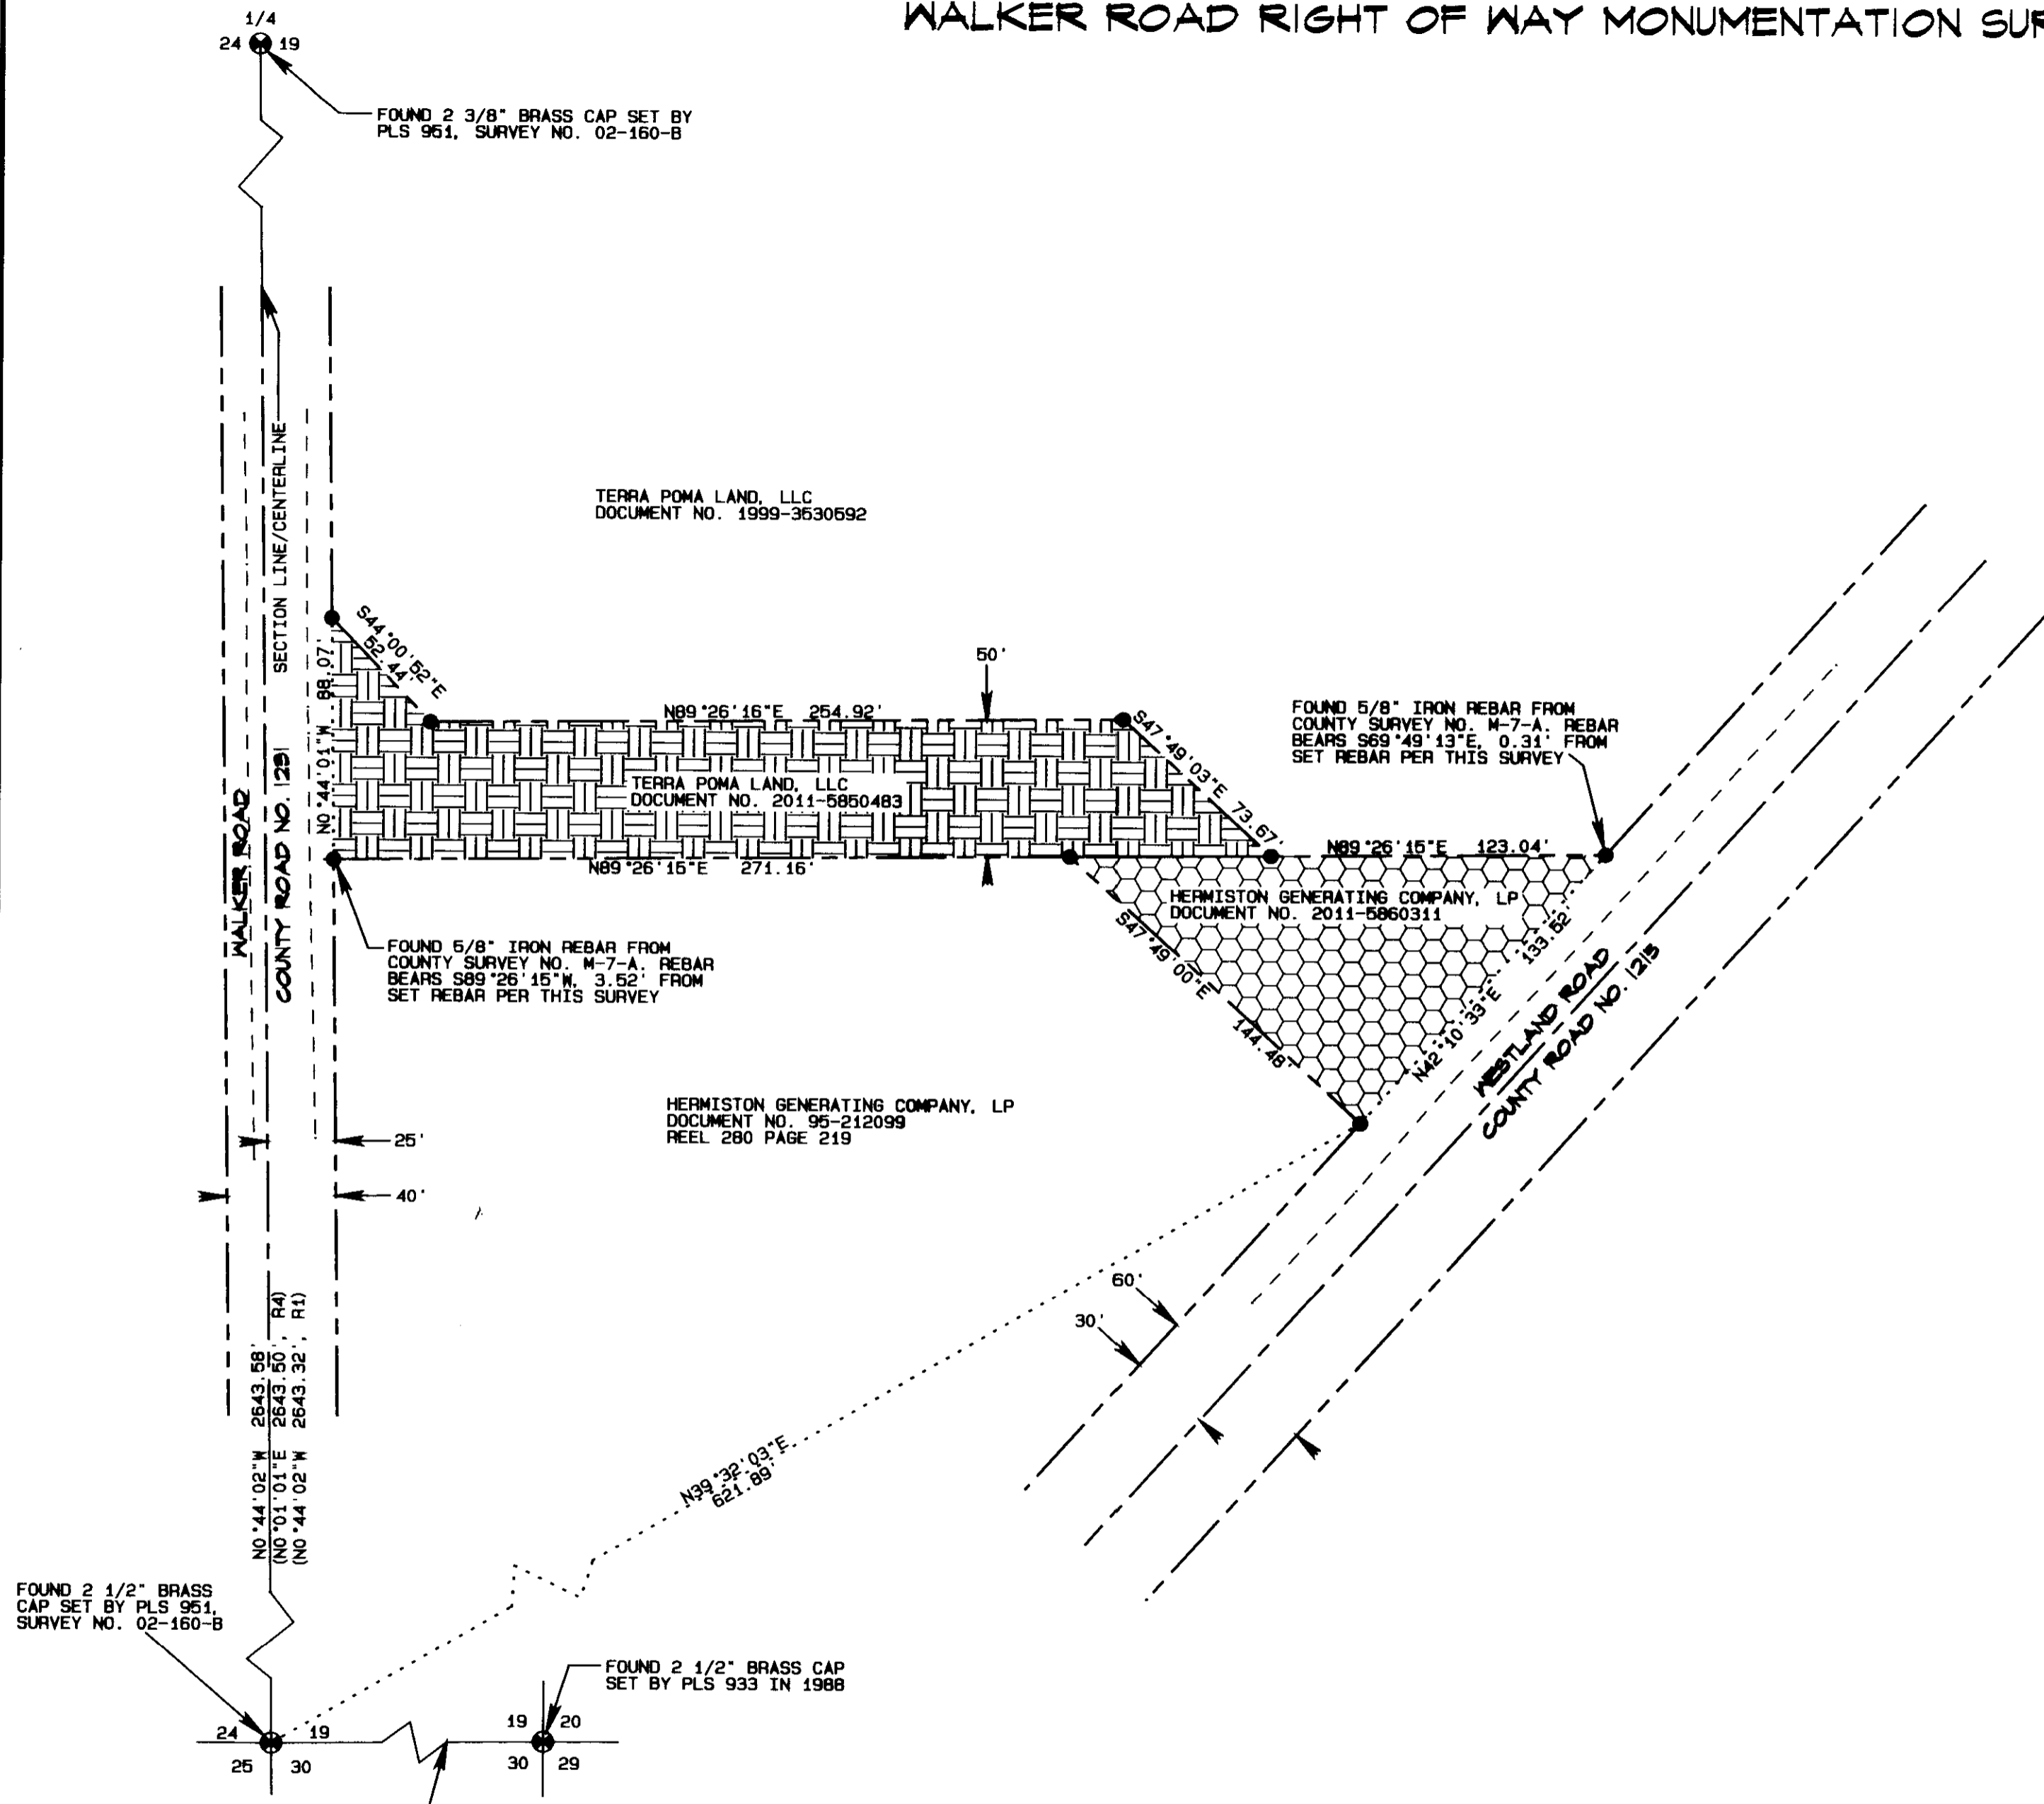 WALKER ROAD RIGHT OF WAY MONUMENTATION
1/4
24 19
FOUND 2 3/8" BRASS CAP SET BY
PLS 951, SURVEY NO. 02-160-B
SECTION LINE/CENTERLINE
TERRA POMA LAND, LLC
DOCUMENT NO. 1999-3530592
S44°00'52"E
52.44'
N0°44'01"W 88.07'
WALKER ROAD
COUNTY ROAD NO. 1291
N89°26'16"E 254.92'
50'
S47°49'03"E 73.67'
FOUND 5/8" IRON REBAR FROM
COUNTY SURVEY NO. M-7-A. REBAR
BEARS S69°49'13"E, 0.31' FROM
SET REBAR PER THIS SURVEY
TERRA POMA LAND, LLC
DOCUMENT NO. 2011-5850483
N89°26'15"E 271.16'
N89°26'15"E 123.04'
HERMISTON GENERATING COMPANY, LP
DOCUMENT NO. 2011-5860311
S47°49'00"E
144.48'
N42°10'33"E 133.52'
WESTLAND ROAD
COUNTY ROAD NO. 1215
FOUND 5/8" IRON REBAR FROM
COUNTY SURVEY NO. M-7-A. REBAR
BEARS S89°26'15"W, 3.52' FROM
SET REBAR PER THIS SURVEY
HERMISTON GENERATING COMPANY, LP
DOCUMENT NO. 95-212099
REEL 280 PAGE 219
25'
40'
60'
30'
N0°44'02"W 2643.58'
(N0°01'01"E 2643.50'; R4)
(N0°44'02"W 2643.32'; R1)
N39°32'03"E
621.89'
FOUND 2 1/2" BRASS
CAP SET BY PLS 951,
SURVEY NO. 02-160-B
FOUND 2 1/2" BRASS CAP
SET BY PLS 933 IN 1988
24 19
25 30
19 20
30 29